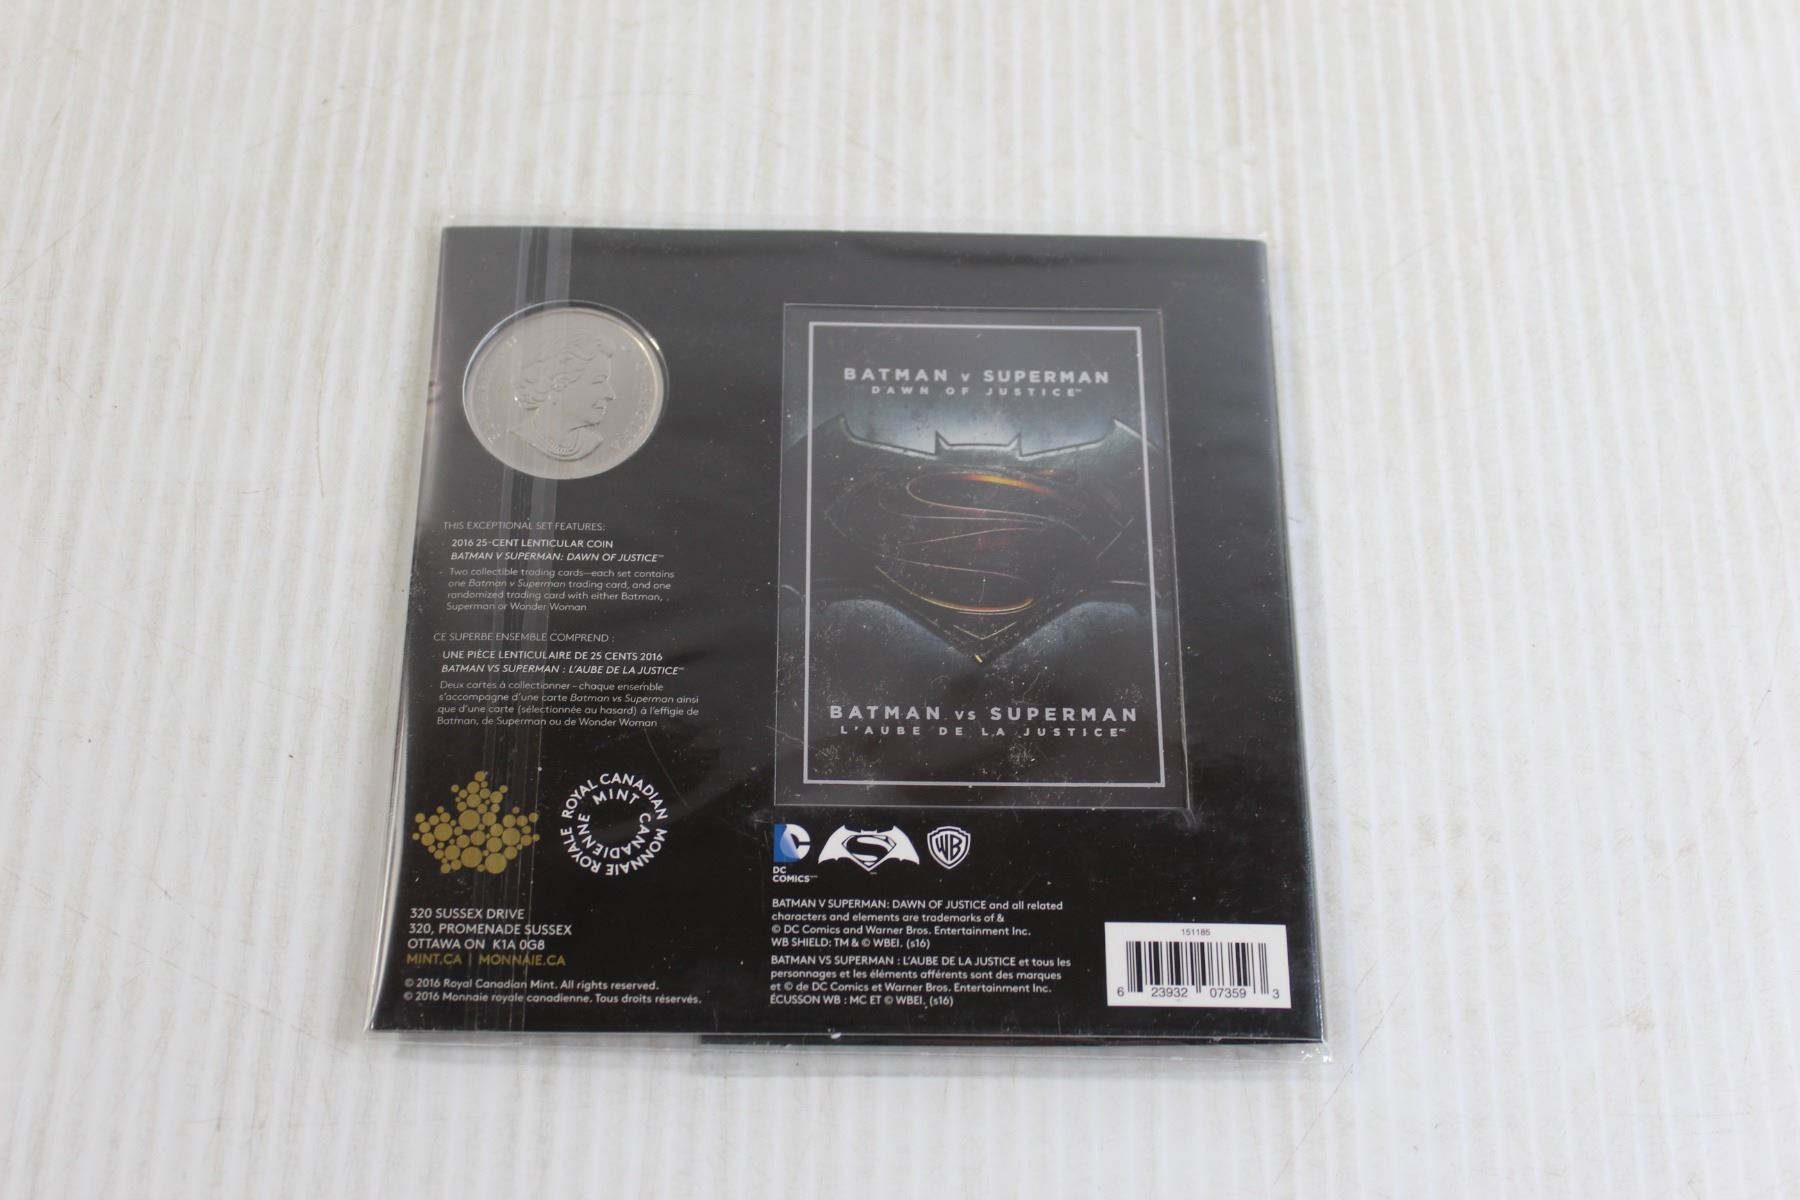 THIS EXCEPTIONAL SET FEATURES:
2016 25-CENT LENTICULAR COIN
BATMAN V SUPERMAN: DAWN OF JUSTICE™
Two collectible trading cards—each set contains
one Batman v Superman trading card, and one
randomized trading card with either Batman,
Superman or Wonder Woman
CE SUPERBE ENSEMBLE COMPREND :
UNE PIÈCE LENTICULAIRE DE 25 CENTS 2016
BATMAN VS SUPERMAN : L'AUBE DE LA JUSTICE™
Deux cartes à collectionner – chaque ensemble
s'accompagne d'une carte Batman vs Superman ainsi
que d'une carte (sélectionnée au hasard) à l'effigie de
Batman, de Superman ou de Wonder Woman
ROYAL CANADIAN MINT
MONNAIE ROYALE CANADIENNE
320 SUSSEX DRIVE
320, PROMENADE SUSSEX
OTTAWA ON K1A 0G8
MINT.CA | MONNAIE.CA
© 2016 Royal Canadian Mint. All rights reserved.
© 2016 Monnaie royale canadienne. Tous droits réservés.
BATMAN v SUPERMAN
DAWN OF JUSTICE™
BATMAN vs SUPERMAN
L'AUBE DE LA JUSTICE™
DC
COMICS™
WB
BATMAN V SUPERMAN: DAWN OF JUSTICE and all related
characters and elements are trademarks of &
© DC Comics and Warner Bros. Entertainment Inc.
WB SHIELD: TM & © WBEI. (s16)
BATMAN VS SUPERMAN : L'AUBE DE LA JUSTICE et tous les
personnages et les éléments afférents sont des marques
et © de DC Comics et Warner Bros. Entertainment Inc.
ÉCUSSON WB : MC ET © WBEI. (s16)
151185
6 23932 07359 3